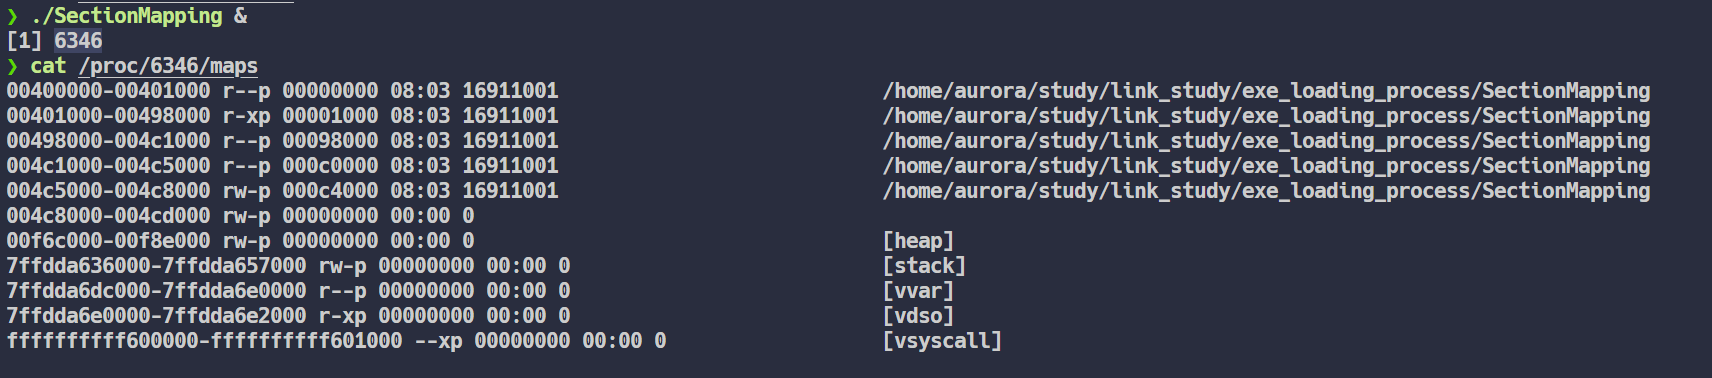 ❯ ./SectionMapping &
[1] 6346
❯ cat /proc/6346/maps
00400000-00401000 r--p 00000000 08:03 16911001 /home/aurora/study/link_study/exe_loading_process/SectionMapping
00401000-00498000 r-xp 00001000 08:03 16911001 /home/aurora/study/link_study/exe_loading_process/SectionMapping
00498000-004c1000 r--p 00098000 08:03 16911001 /home/aurora/study/link_study/exe_loading_process/SectionMapping
004c1000-004c5000 r--p 000c0000 08:03 16911001 /home/aurora/study/link_study/exe_loading_process/SectionMapping
004c5000-004c8000 rw-p 000c4000 08:03 16911001 /home/aurora/study/link_study/exe_loading_process/SectionMapping
004c8000-004cd000 rw-p 00000000 00:00 0
00f6c000-00f8e000 rw-p 00000000 00:00 0 [heap]
7ffdda636000-7ffdda657000 rw-p 00000000 00:00 0 [stack]
7ffdda6dc000-7ffdda6e0000 r--p 00000000 00:00 0 [vvar]
7ffdda6e0000-7ffdda6e2000 r-xp 00000000 00:00 0 [vdso]
ffffffffff600000-ffffffffff601000 --xp 00000000 00:00 0 [vsyscall]